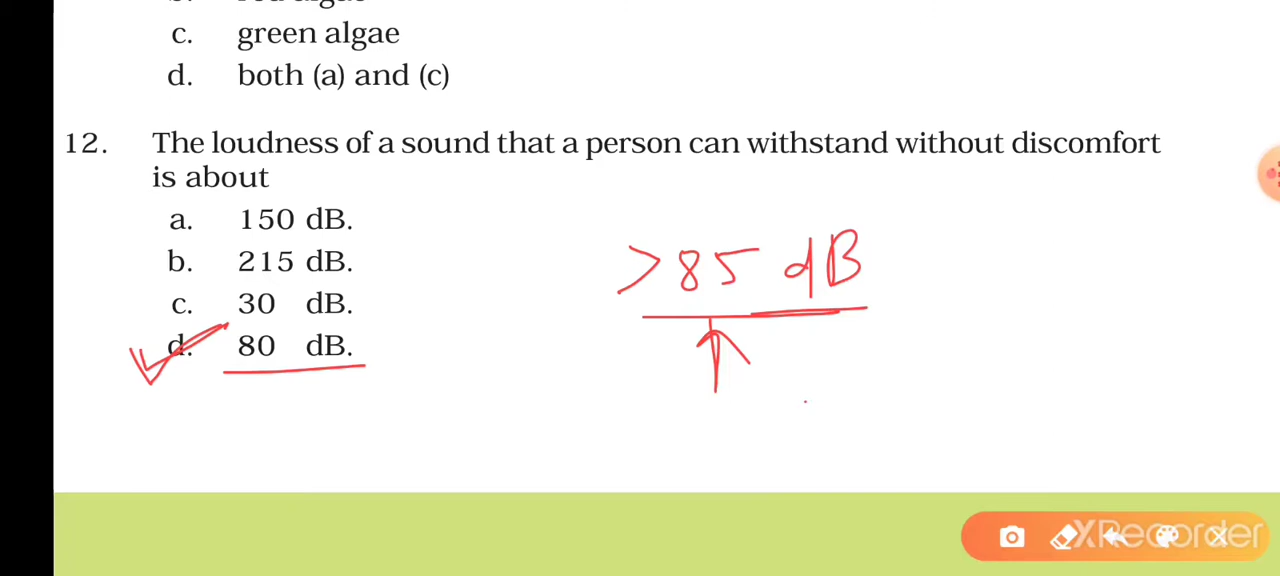 c. green algae
d. both (a) and (c)
12. The loudness of a sound that a person can withstand without discomfort
is about
a. 150 dB.
b. 215 dB.
c. 30 dB.
d. 80 dB.
>85 dB
XRecorder